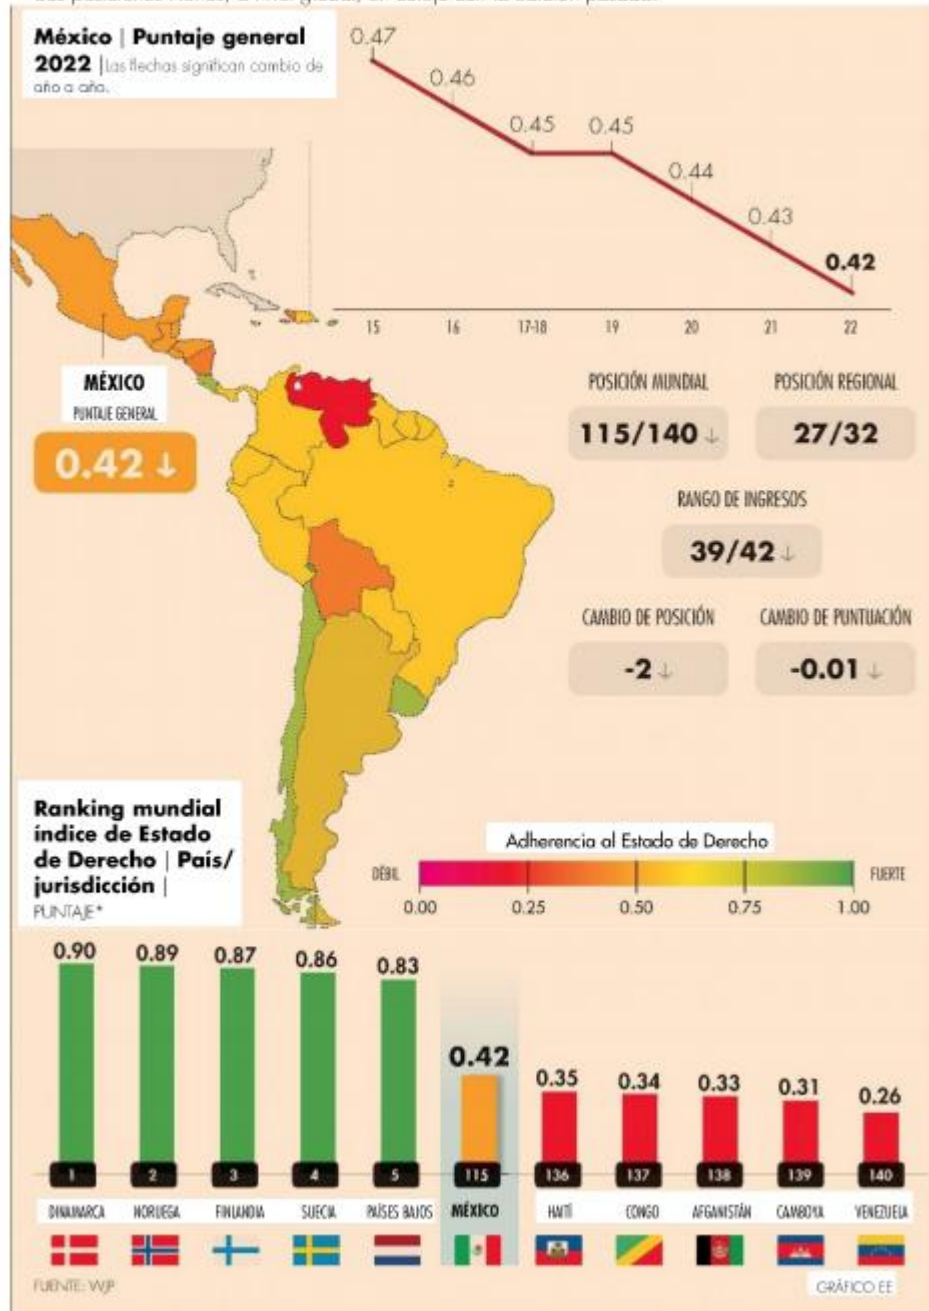 México | Puntaje general
2022 | Las flechas significan cambio de
año a año.
0.47
0.46
0.45
0.45
0.44
0.43
0.42
15
16
17-18
19
20
21
22
MÉXICO
PUNTAJE GENERAL
0.42 ↓
POSICIÓN MUNDIAL
115/140 ↓
POSICIÓN REGIONAL
27/32
RANGO DE INGRESOS
39/42 ↓
CAMBIO DE POSICIÓN
-2 ↓
CAMBIO DE PUNTUACIÓN
-0.01 ↓
Ranking mundial
índice de Estado
de Derecho | País/
jurisdicción |
PUNTAJE*
Adherencia al Estado de Derecho
DÉBIL
FUERTE
0.00
0.25
0.50
0.75
1.00
0.90
0.89
0.87
0.86
0.83
0.42
0.35
0.34
0.33
0.31
0.26
1
2
3
4
5
115
136
137
138
139
140
DINAMARCA
NORUEGA
FINLANDIA
SUECIA
PAÍSES BAJOS
MÉXICO
HAITÍ
CONGO
AFGANISTÁN
CAMBOYA
VENEZUELA
FUENTE: WJP
GRÁFICO EE